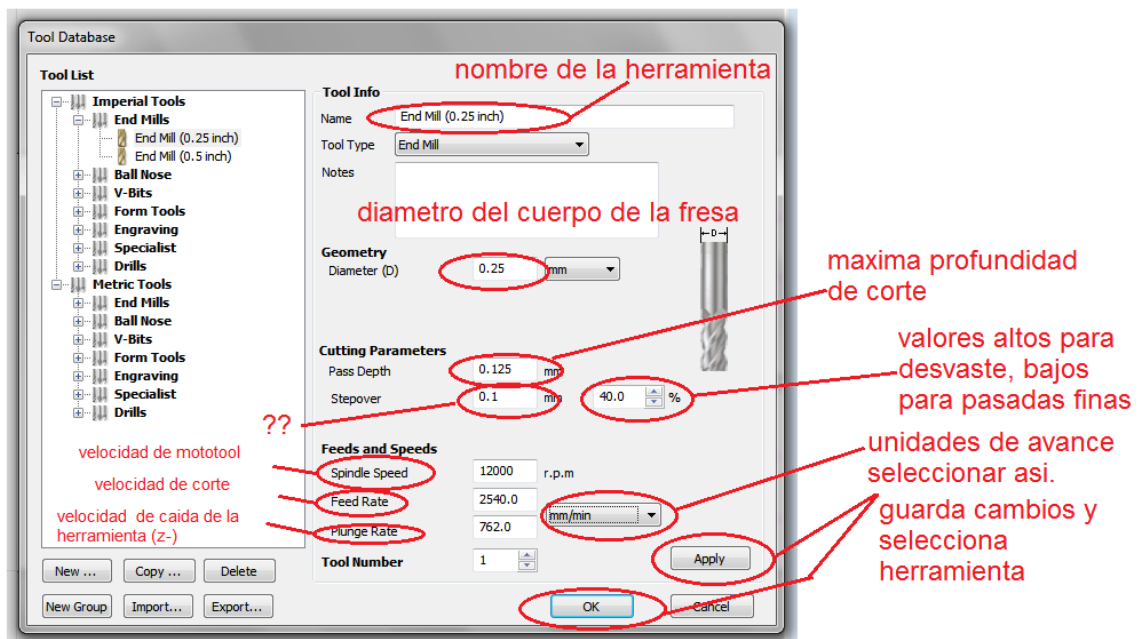 Tool Database
Tool List
nombre de la herramienta
Imperial Tools
End Mills
End Mill (0.25 inch)
End Mill (0.5 inch)
Ball Nose
V-Bits
Form Tools
Engraving
Specialist
Drills
Metric Tools
End Mills
Ball Nose
V-Bits
Form Tools
Engraving
Specialist
Drills
Tool Info
Name End Mill (0.25 inch)
Tool Type End Mill
Notes
diametro del cuerpo de la fresa
D
Geometry
Diameter (D) 0.25 mm
maxima profundidad
de corte
Cutting Parameters
Pass Depth 0.125 mm
Stepover 0.1 mm 40.0 %
valores altos para
desvaste, bajos
para pasadas finas
??
Feeds and Speeds
velocidad de mototool
Spindle Speed 12000 r.p.m
velocidad de corte
Feed Rate 2540.0
mm/min
velocidad de caida de la
herramienta (z-)
Plunge Rate 762.0
unidades de avance
seleccionar asi.
Tool Number 1
Apply
guarda cambios y
selecciona
herramienta
New ... Copy ... Delete
New Group Import... Export...
OK Cancel